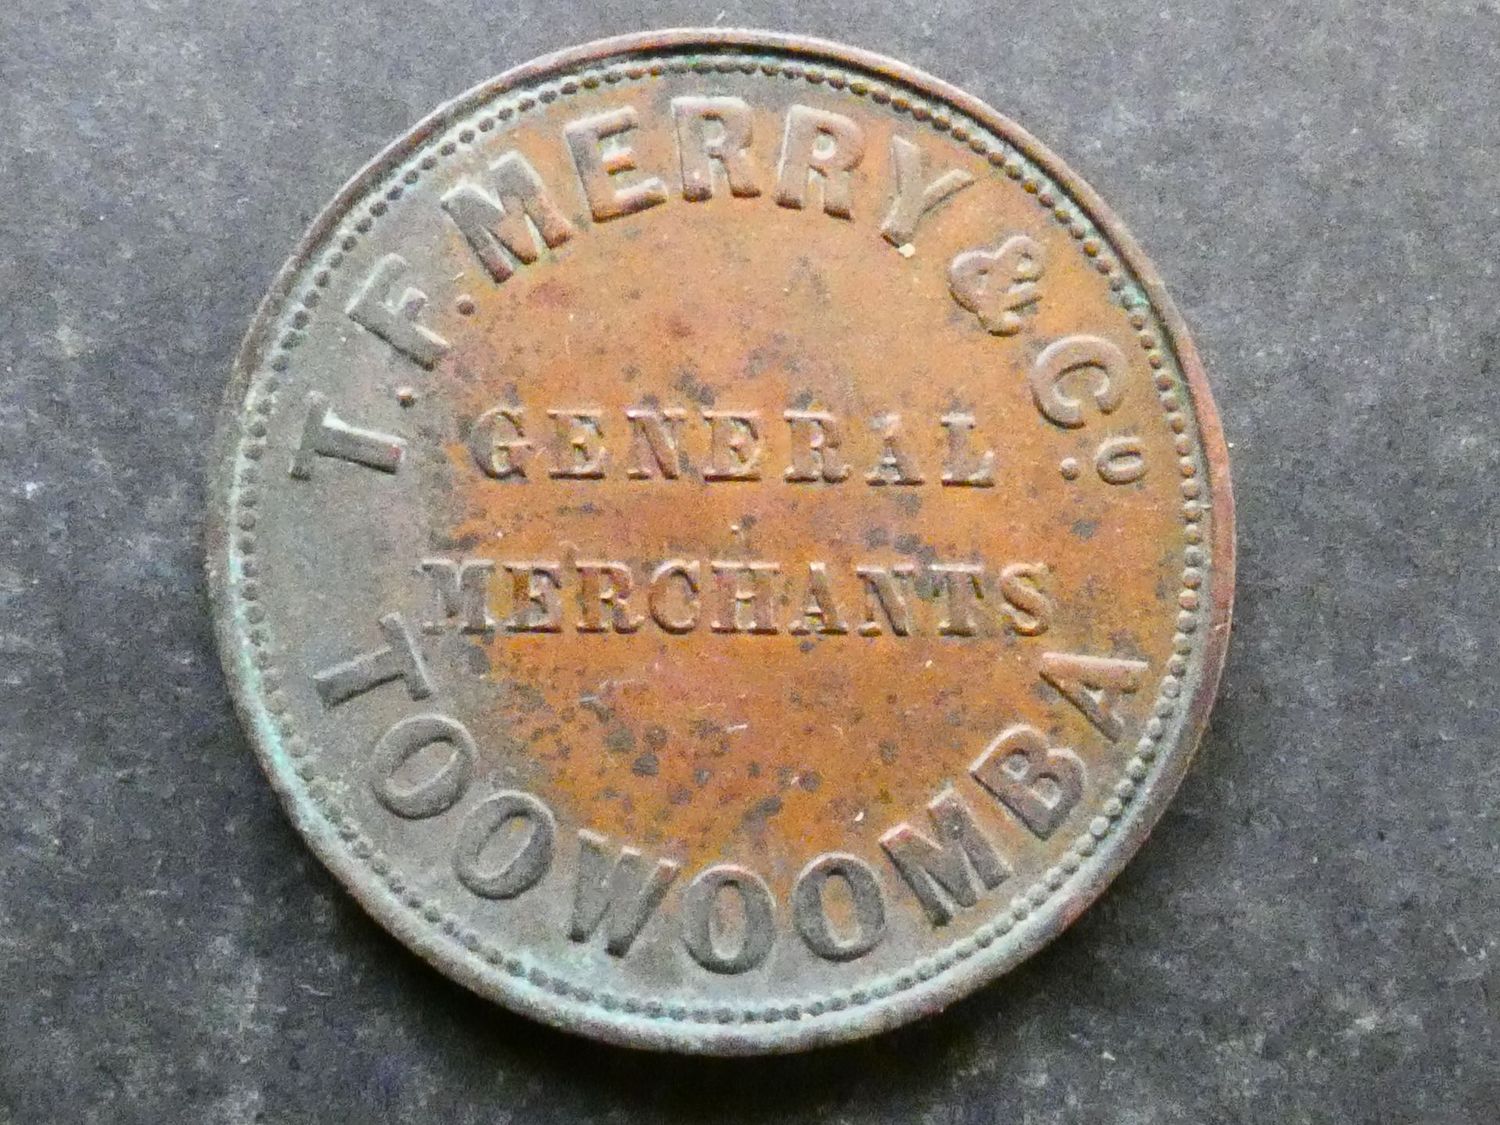 T. F. MERRY & Co.
GENERAL
MERCHANTS
TOOWOOMBA